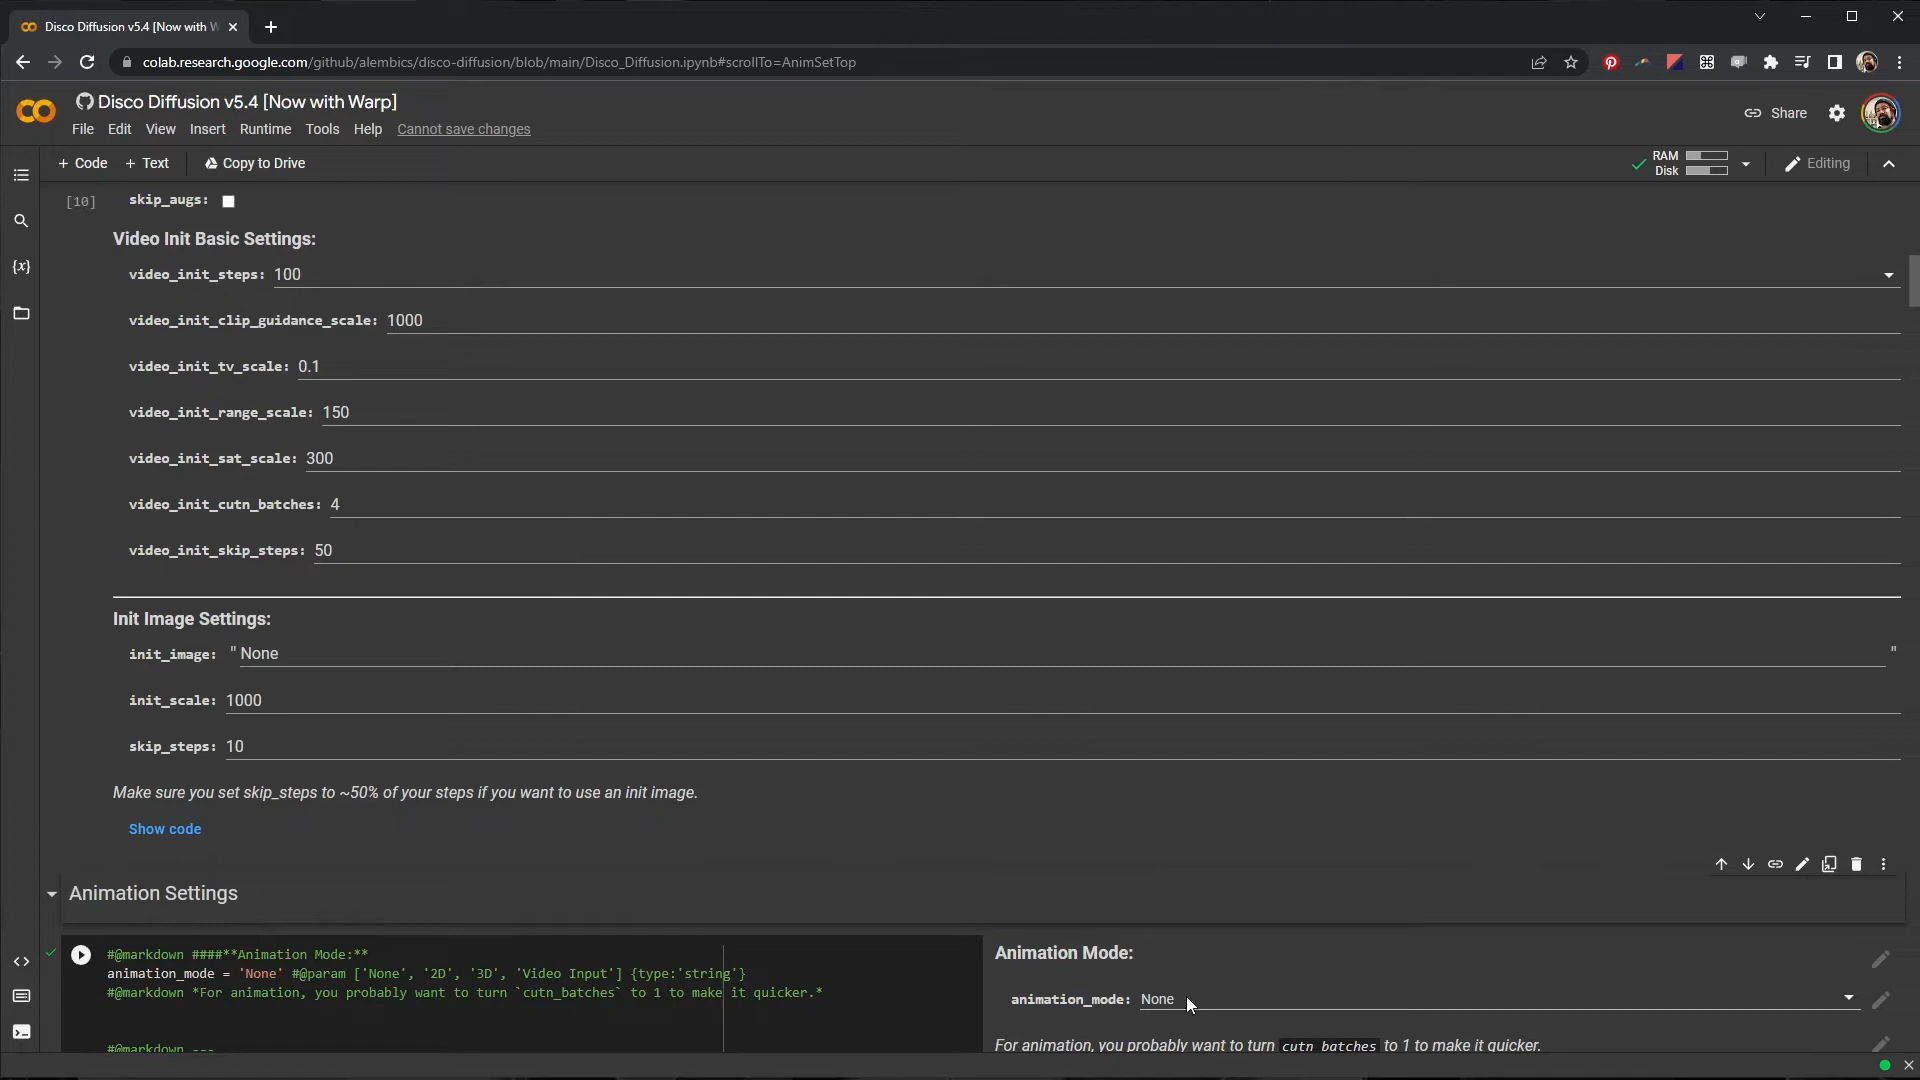 Disco Diffusion v5.4 [Now with W
colab.research.google.com/github/alembics/disco-diffusion/blob/main/Disco_Diffusion.ipynb#scrollTo=AnimSetTop
Disco Diffusion v5.4 [Now with Warp]
File Edit View Insert Runtime Tools Help Cannot save changes
Share
+ Code + Text Copy to Drive
RAM
Disk
Editing
[10] skip_augs:
Video Init Basic Settings:
video_init_steps: 100
video_init_clip_guidance_scale: 1000
video_init_tv_scale: 0.1
video_init_range_scale: 150
video_init_sat_scale: 300
video_init_cutn_batches: 4
video_init_skip_steps: 50
Init Image Settings:
init_image: " None "
init_scale: 1000
skip_steps: 10
Make sure you set skip_steps to ~50% of your steps if you want to use an init image.
Show code
Animation Settings
#@markdown ####**Animation Mode:**
animation_mode = 'None' #@param ['None', '2D', '3D', 'Video Input'] {type:'string'}
#@markdown *For animation, you probably want to turn `cutn_batches` to 1 to make it quicker.*
#@markdown ---
Animation Mode:
animation_mode: None
For animation, you probably want to turn cutn_batches to 1 to make it quicker.